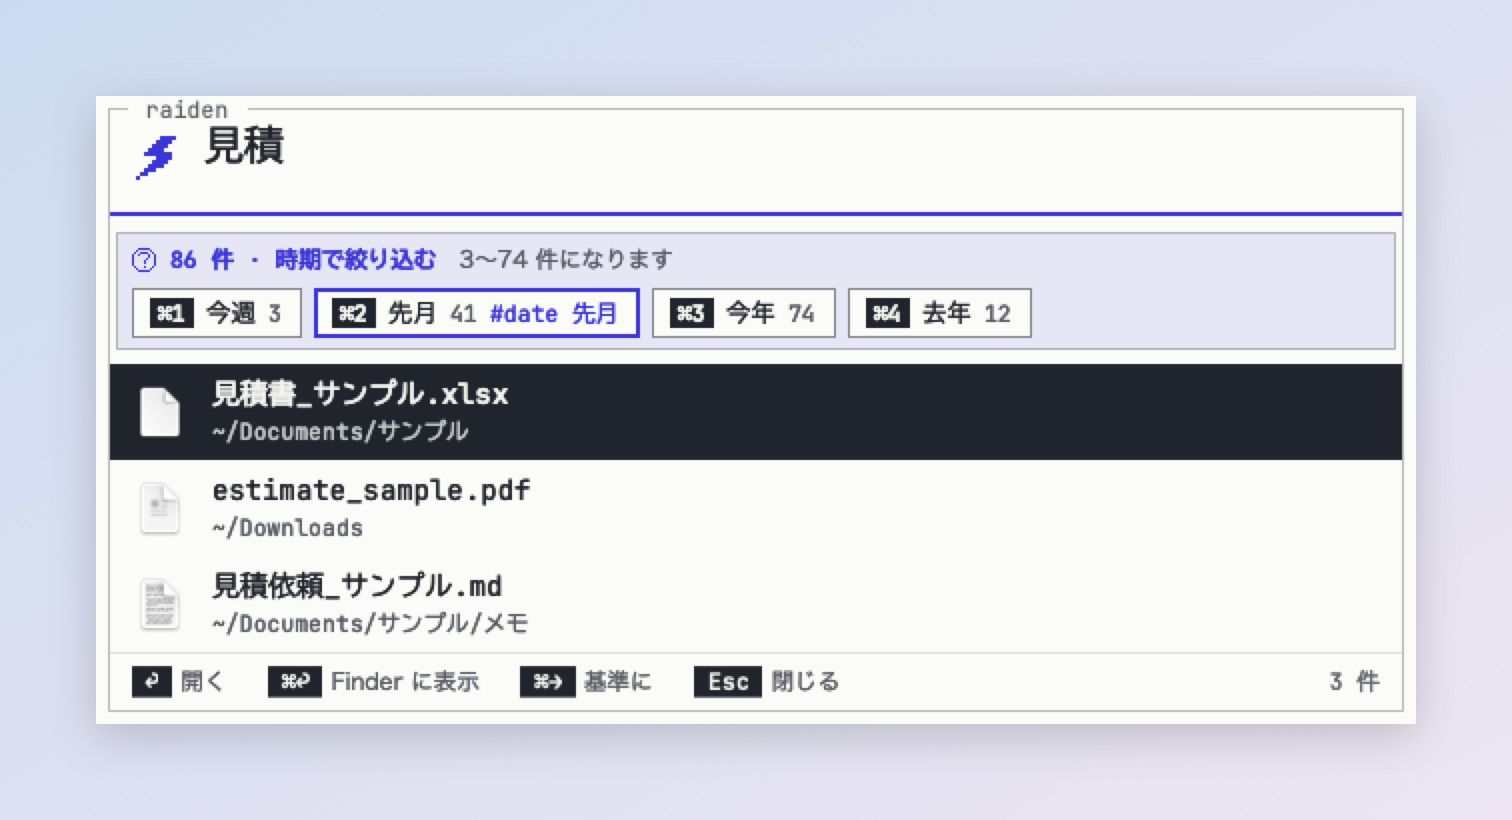 raiden
見積
86 件 · 時期で絞り込む 3〜74 件になります
⌘1 今週 3 ⌘2 先月 41 #date 先月 ⌘3 今年 74 ⌘4 去年 12
見積書_サンプル.xlsx
~/Documents/サンプル
estimate_sample.pdf
~/Downloads
見積依頼_サンプル.md
~/Documents/サンプル/メモ
⏎ 開く ⌘⏎ Finder に表示 ⌘→ 基準に Esc 閉じる 3 件